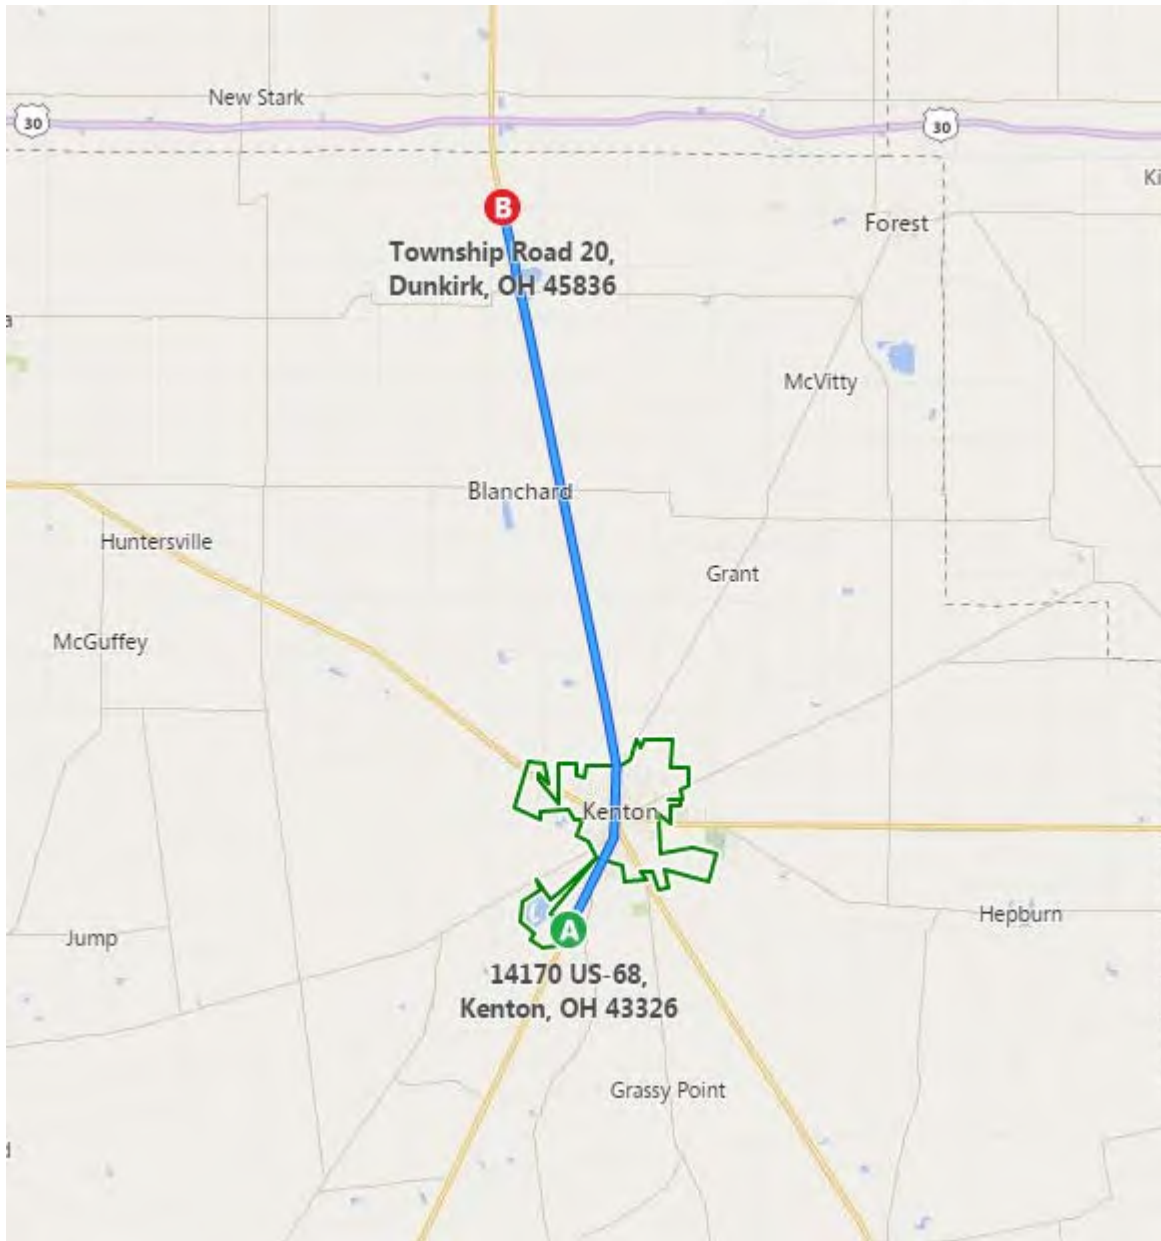 New Stark
30
30
Ki
B
Forest
Township Road 20,
Dunkirk, OH 45836
a
McVitty
Blanchard
Huntersville
Grant
McGuffey
Kenton
Hepburn
Jump
A
14170 US-68,
Kenton, OH 43326
Grassy Point
d